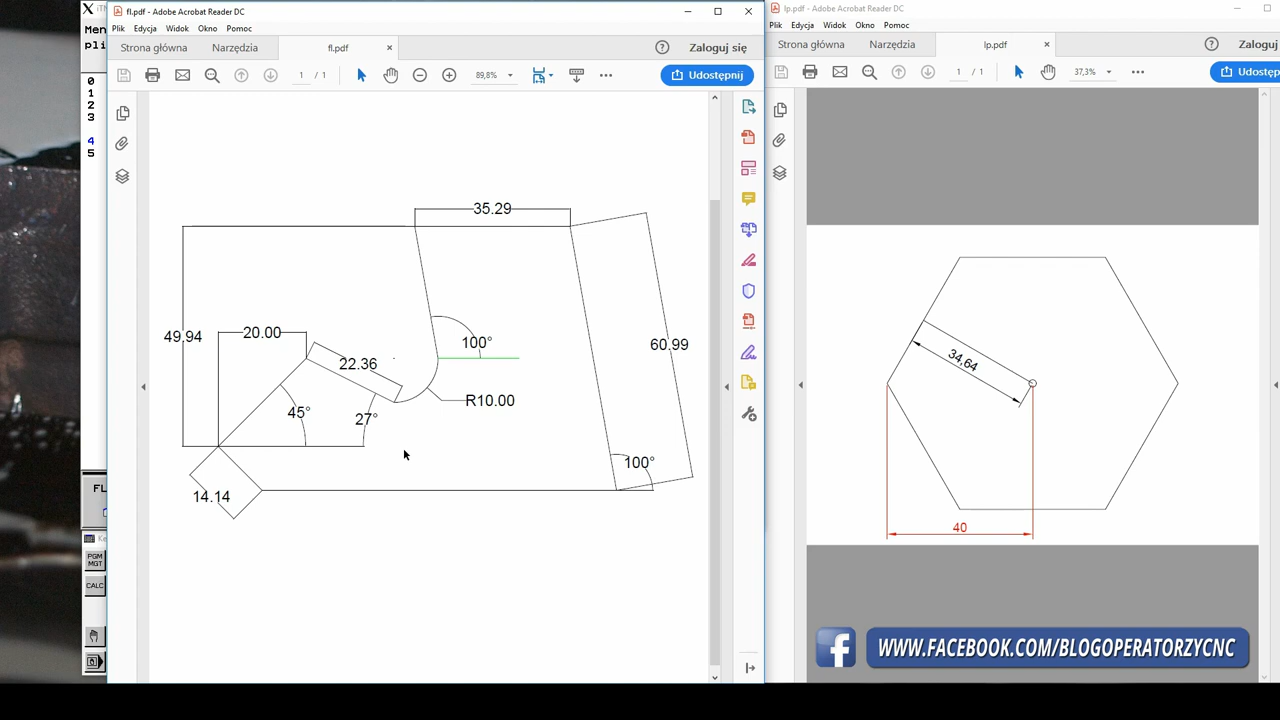 X iTN
Men
pli
0
1
2
3
4
5
FL
Ke
PGM
MGT
CALC
fl.pdf - Adobe Acrobat Reader DC
Plik Edycja Widok Okno Pomoc
Strona główna Narzędzia fl.pdf × ? Zaloguj się
1 / 1 89,8% Udostępnij
35.29
49.94
20.00
22.36
100°
60.99
R10.00
45°
27°
100°
14.14
lp.pdf - Adobe Acrobat Reader DC
Plik Edycja Widok Okno Pomoc
Strona główna Narzędzia lp.pdf × ? Zaloguj
1 / 1 37,3% Udostęp
34,64
40
f WWW.FACEBOOK.COM/BLOGOPERATORZYCNC